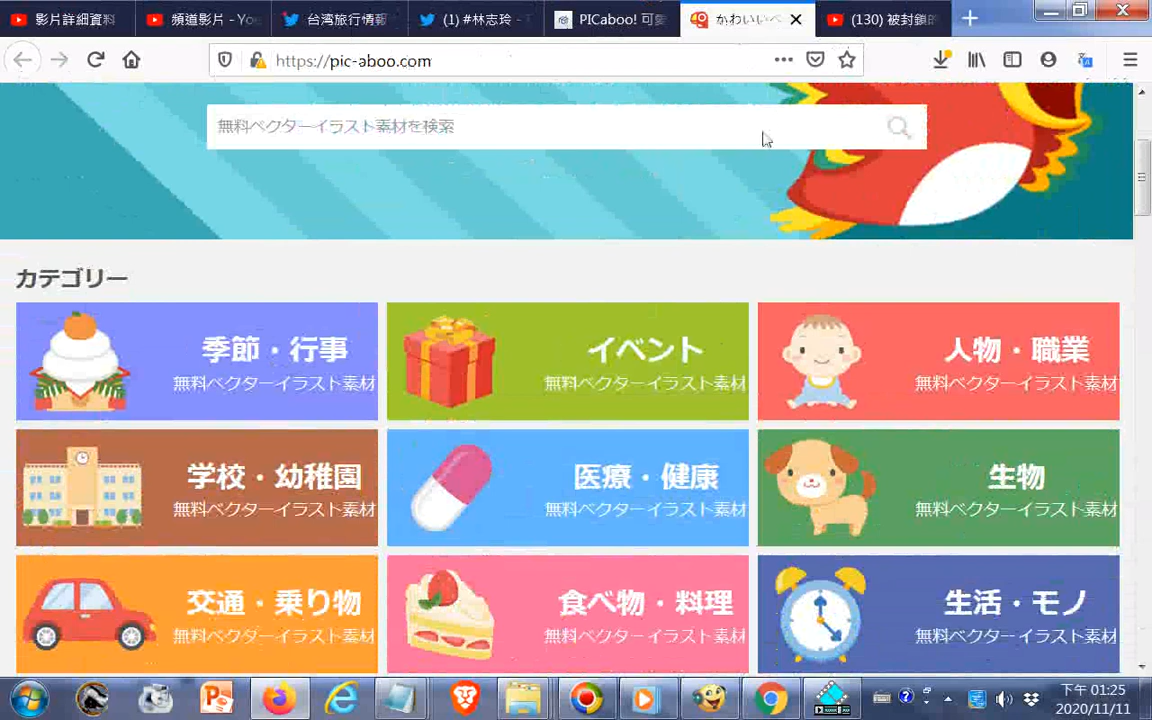 影片詳細資料
頻道影片 - Yo
台湾旅行情報
(1) #林志玲 -
PICaboo! 可愛
かわいいベ
(130) 被封鎖的
https://pic-aboo.com
無料ベクターイラスト素材を検索
カテゴリー
季節・行事
無料ベクターイラスト素材
イベント
無料ベクターイラスト素材
人物・職業
無料ベクターイラスト素材
学校・幼稚園
無料ベクターイラスト素材
医療・健康
無料ベクターイラスト素材
生物
無料ベクターイラスト素材
交通・乗り物
無料ベクターイラスト素材
食べ物・料理
無料ベクターイラスト素材
生活・モノ
無料ベクターイラスト素材
下午 01:25
2020/11/11